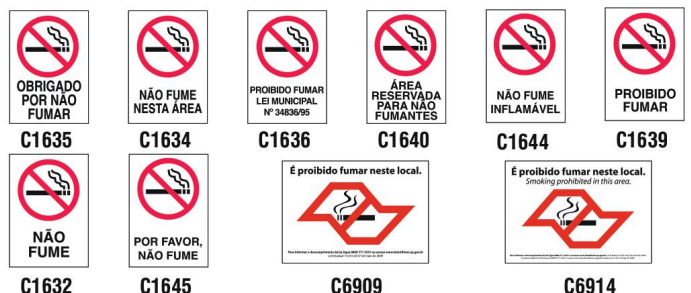 OBRIGADO
POR NÃO
FUMAR
C1635
NÃO FUME
NESTA ÁREA
C1634
PROIBIDO FUMAR
LEI MUNICIPAL
Nº 34836/95
C1636
ÁREA
RESERVADA
PARA NÃO
FUMANTES
C1640
NÃO FUME
INFLAMÁVEL
C1644
PROIBIDO
FUMAR
C1639
NÃO
FUME
C1632
POR FAVOR,
NÃO FUME
C1645
É proibido fumar neste local.
C6909
É proibido fumar neste local.
Smoking prohibited in this area.
C6914